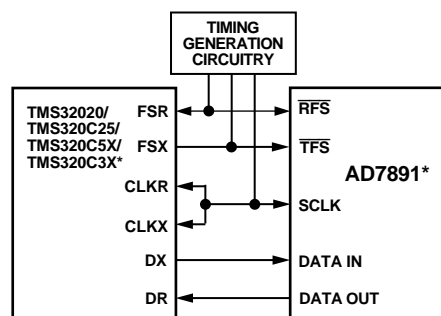 TIMING
GENERATION
CIRCUITRY
TMS32020/
TMS320C25/
TMS320C5X/
TMS320C3X*
FSR
FSX
CLKR
CLKX
DX
DR
RFS
TFS
AD7891*
SCLK
DATA IN
DATA OUT